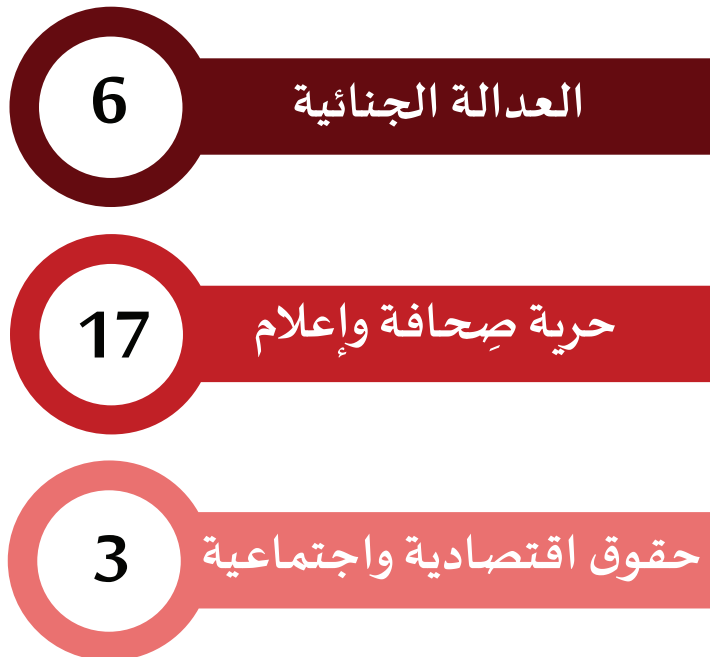 العدالة الجنائية
6
حرية صِحافة وإعلام
17
حقوق اقتصادية واجتماعية
3